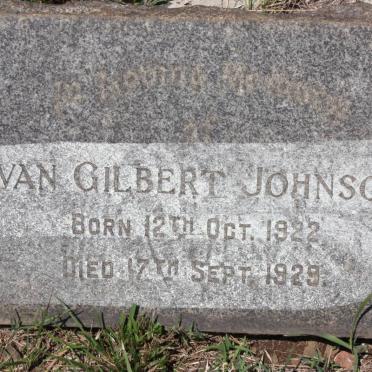 In Loving Memory
of
VAN GILBERT JOHNSO
BORN 12TH OCT. 1922
DIED 17TH SEPT. 1929.